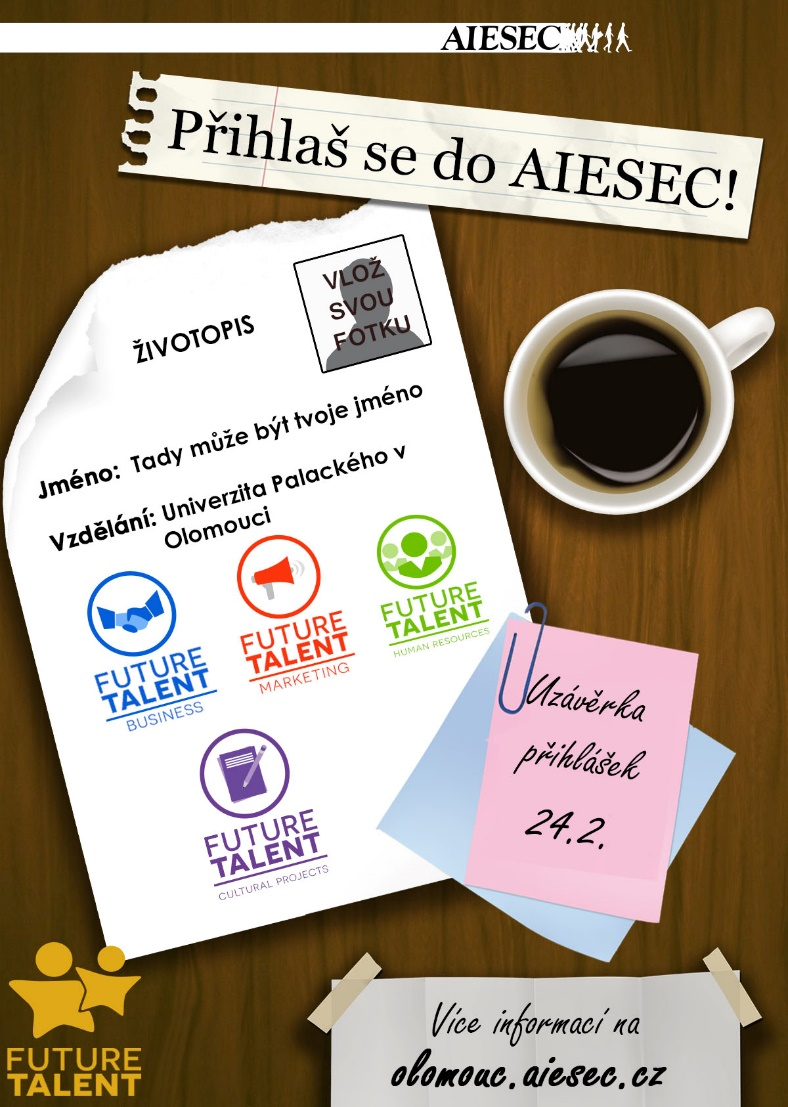 AIESEC
Přihlaš se do AIESEC!
VLOŽ
SVOU
FOTKU
ŽIVOTOPIS
Jméno: Tady může být tvoje jméno
Vzdělání: Univerzita Palackého v
Olomouci
FUTURE
TALENT
BUSINESS
FUTURE
TALENT
MARKETING
FUTURE
TALENT
HUMAN RESOURCES
FUTURE
TALENT
CULTURAL PROJECTS
Uzávěrka
přihlášek
24.2.
FUTURE
TALENT
Více informací na
olomouc.aiesec.cz